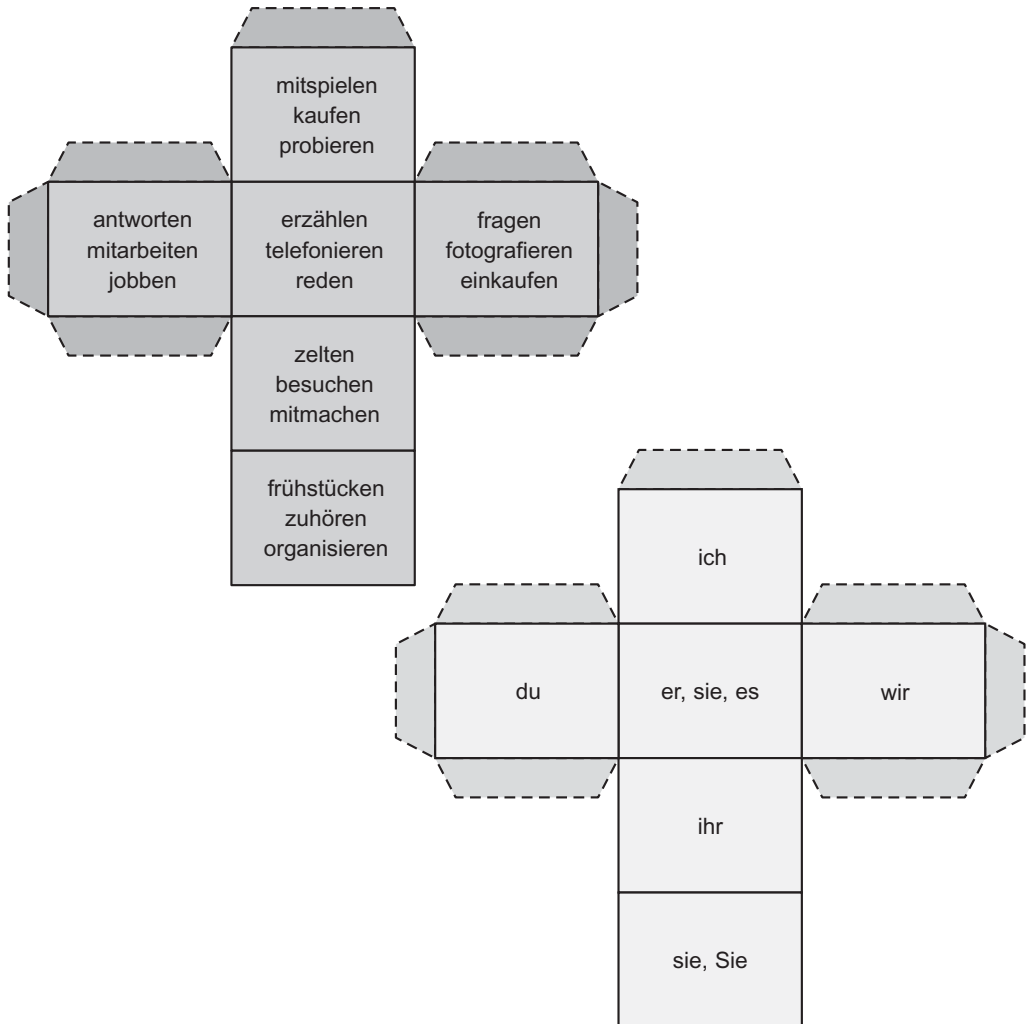 mitspielen
kaufen
probieren
antworten
mitarbeiten
jobben
erzählen
telefonieren
reden
fragen
fotografieren
einkaufen
zelten
besuchen
mitmachen
frühstücken
zuhören
organisieren
ich
du
er, sie, es
wir
ihr
sie, Sie